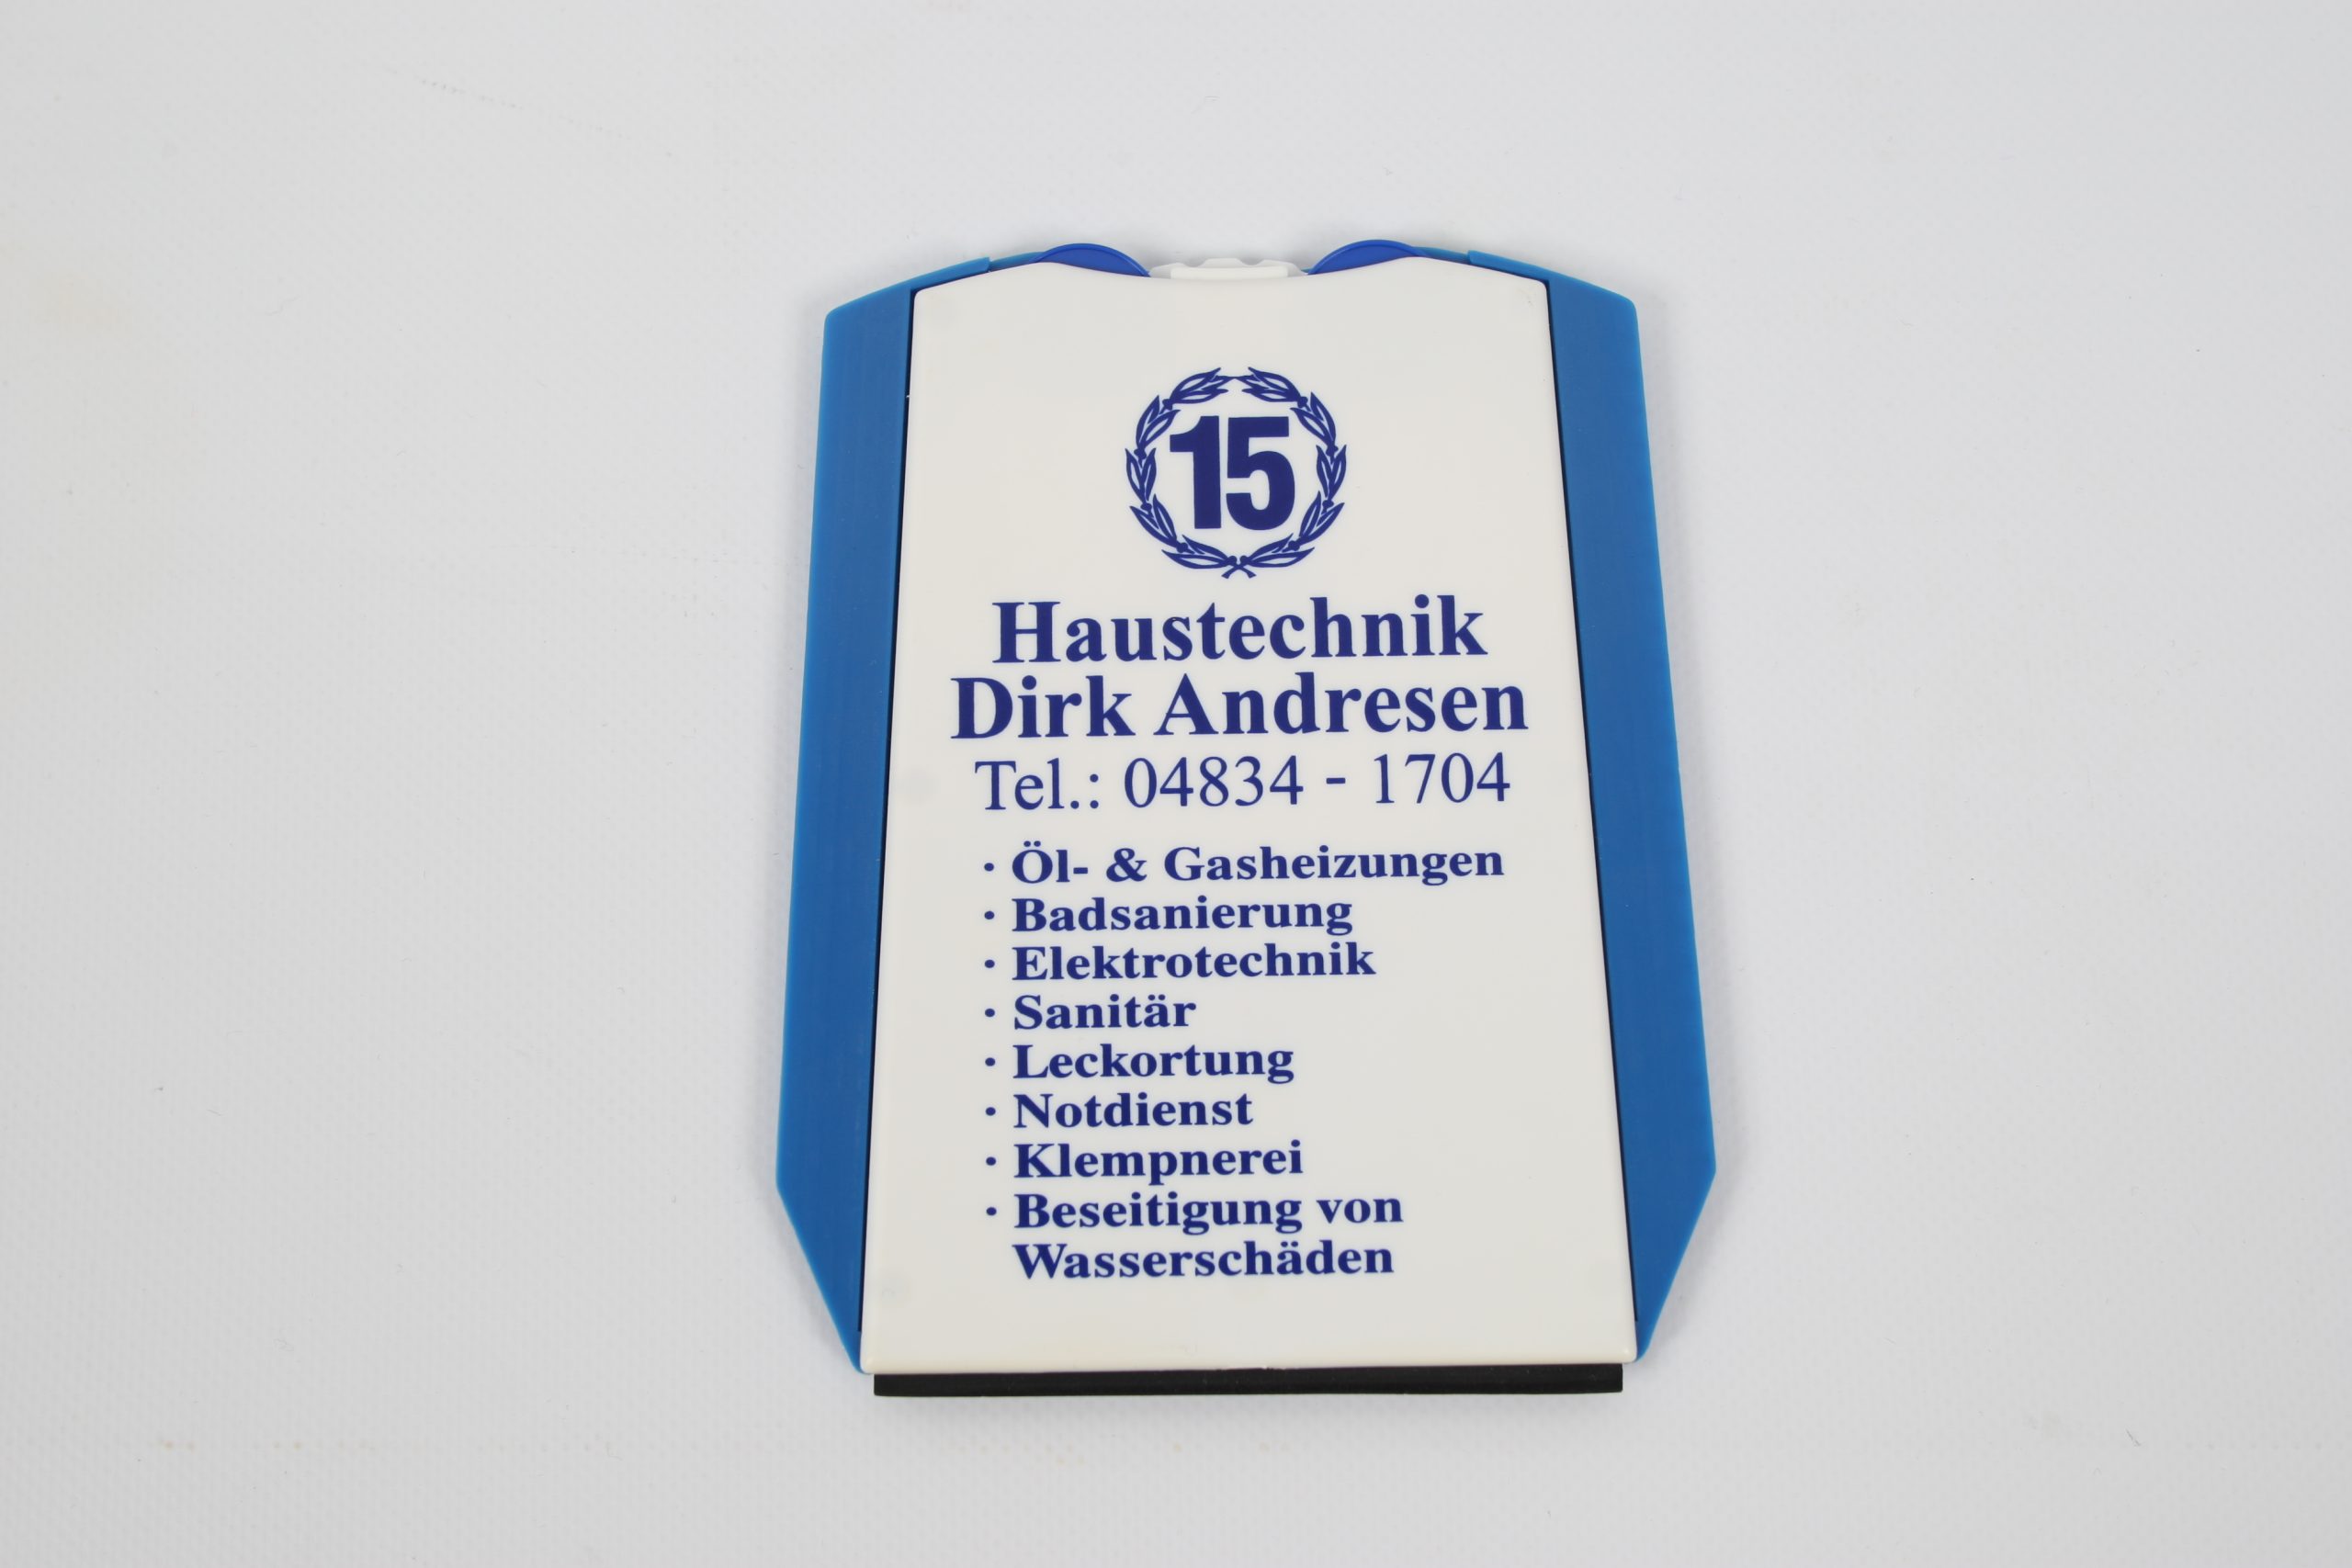 15
Haustechnik
Dirk Andresen
Tel.: 04834 - 1704
· Öl- & Gasheizungen
· Badsanierung
· Elektrotechnik
· Sanitär
· Leckortung
· Notdienst
· Klempnerei
· Beseitigung von
Wasserschäden